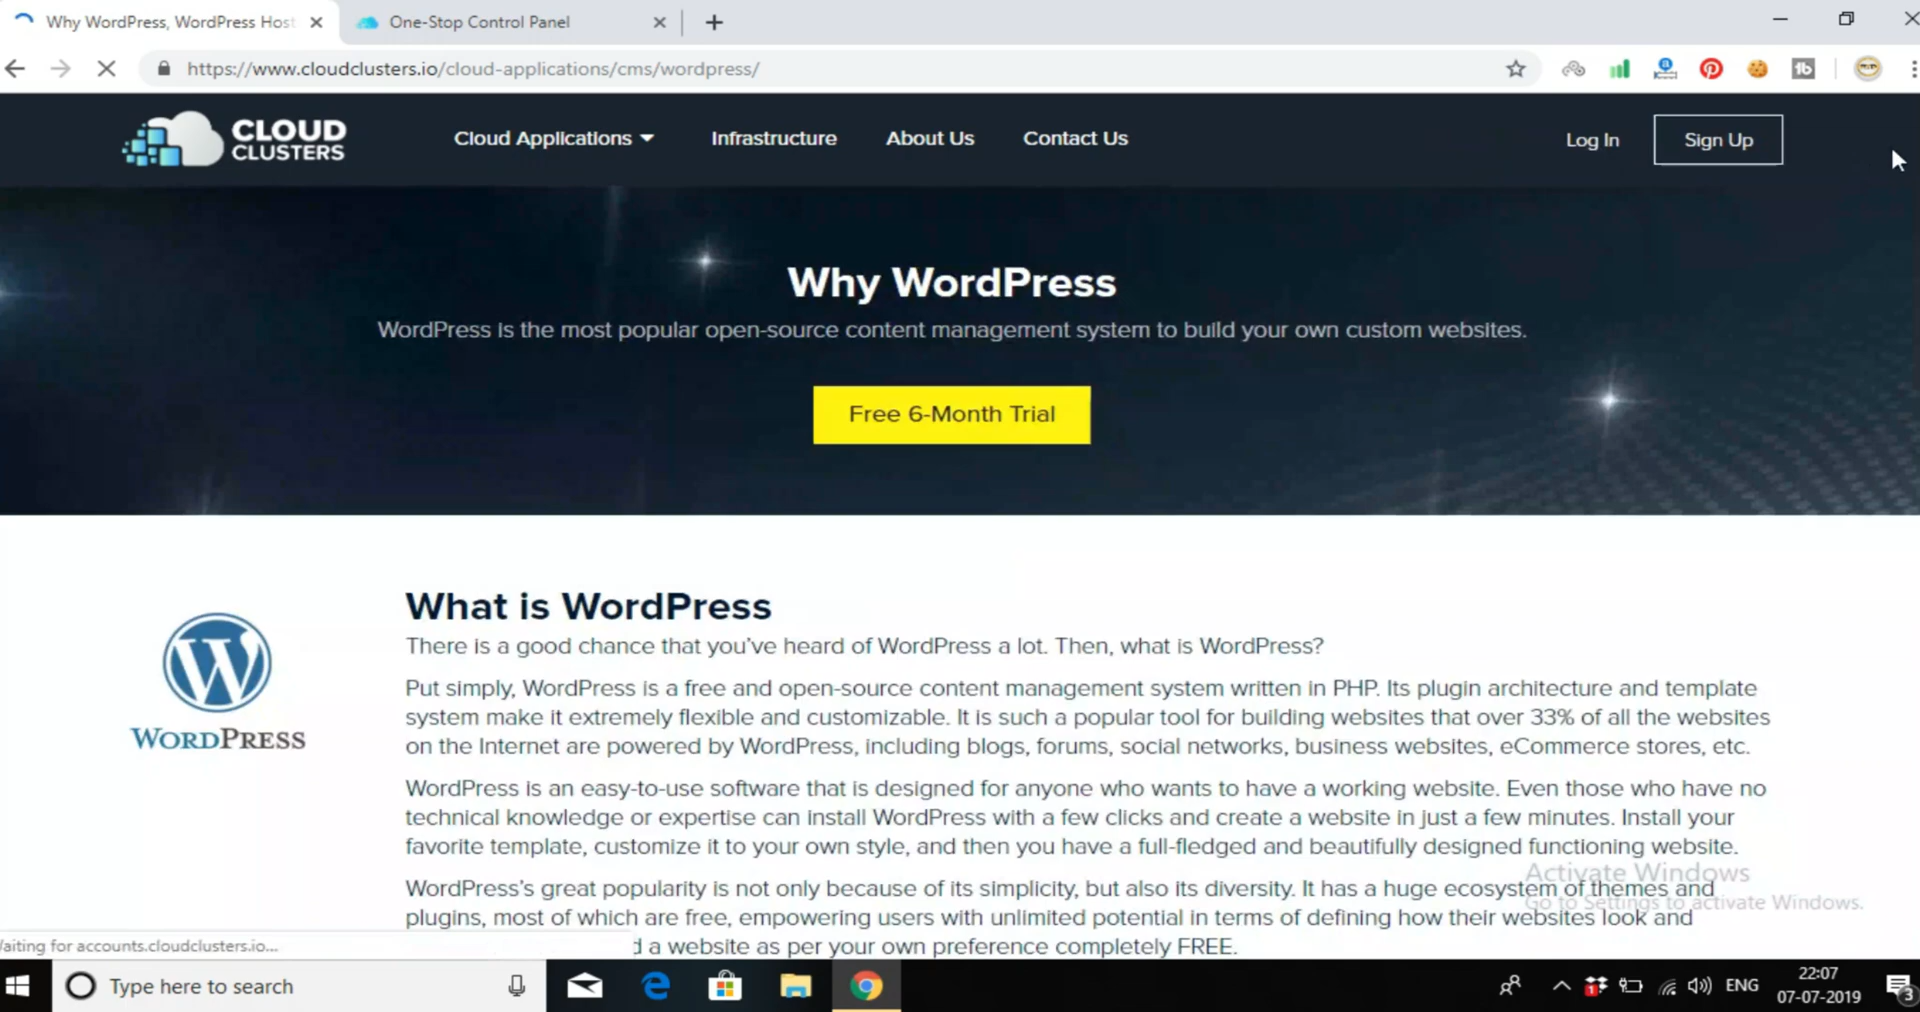 Why WordPress, WordPress Host
One-Stop Control Panel
https://www.cloudclusters.io/cloud-applications/cms/wordpress/
CLOUD
CLUSTERS
Cloud Applications
Infrastructure
About Us
Contact Us
Log In
Sign Up
Why WordPress
WordPress is the most popular open-source content management system to build your own custom websites.
Free 6-Month Trial
What is WordPress
There is a good chance that you've heard of WordPress a lot. Then, what is WordPress?
Put simply, WordPress is a free and open-source content management system written in PHP. Its plugin architecture and template
system make it extremely flexible and customizable. It is such a popular tool for building websites that over 33% of all the websites
on the Internet are powered by WordPress, including blogs, forums, social networks, business websites, eCommerce stores, etc.
WORDPRESS
WordPress is an easy-to-use software that is designed for anyone who wants to have a working website. Even those who have no
technical knowledge or expertise can install WordPress with a few clicks and create a website in just a few minutes. Install your
favorite template, customize it to your own style, and then you have a full-fledged and beautifully designed functioning website.
Activate Windows
Go to Settings to activate Windows.
WordPress's great popularity is not only because of its simplicity, but also its diversity. It has a huge ecosystem of themes and
plugins, most of which are free, empowering users with unlimited potential in terms of defining how their websites look and
d a website as per your own preference completely FREE.
aiting for accounts.cloudclusters.io...
Type here to search
ENG
22:07
07-07-2019
1
3